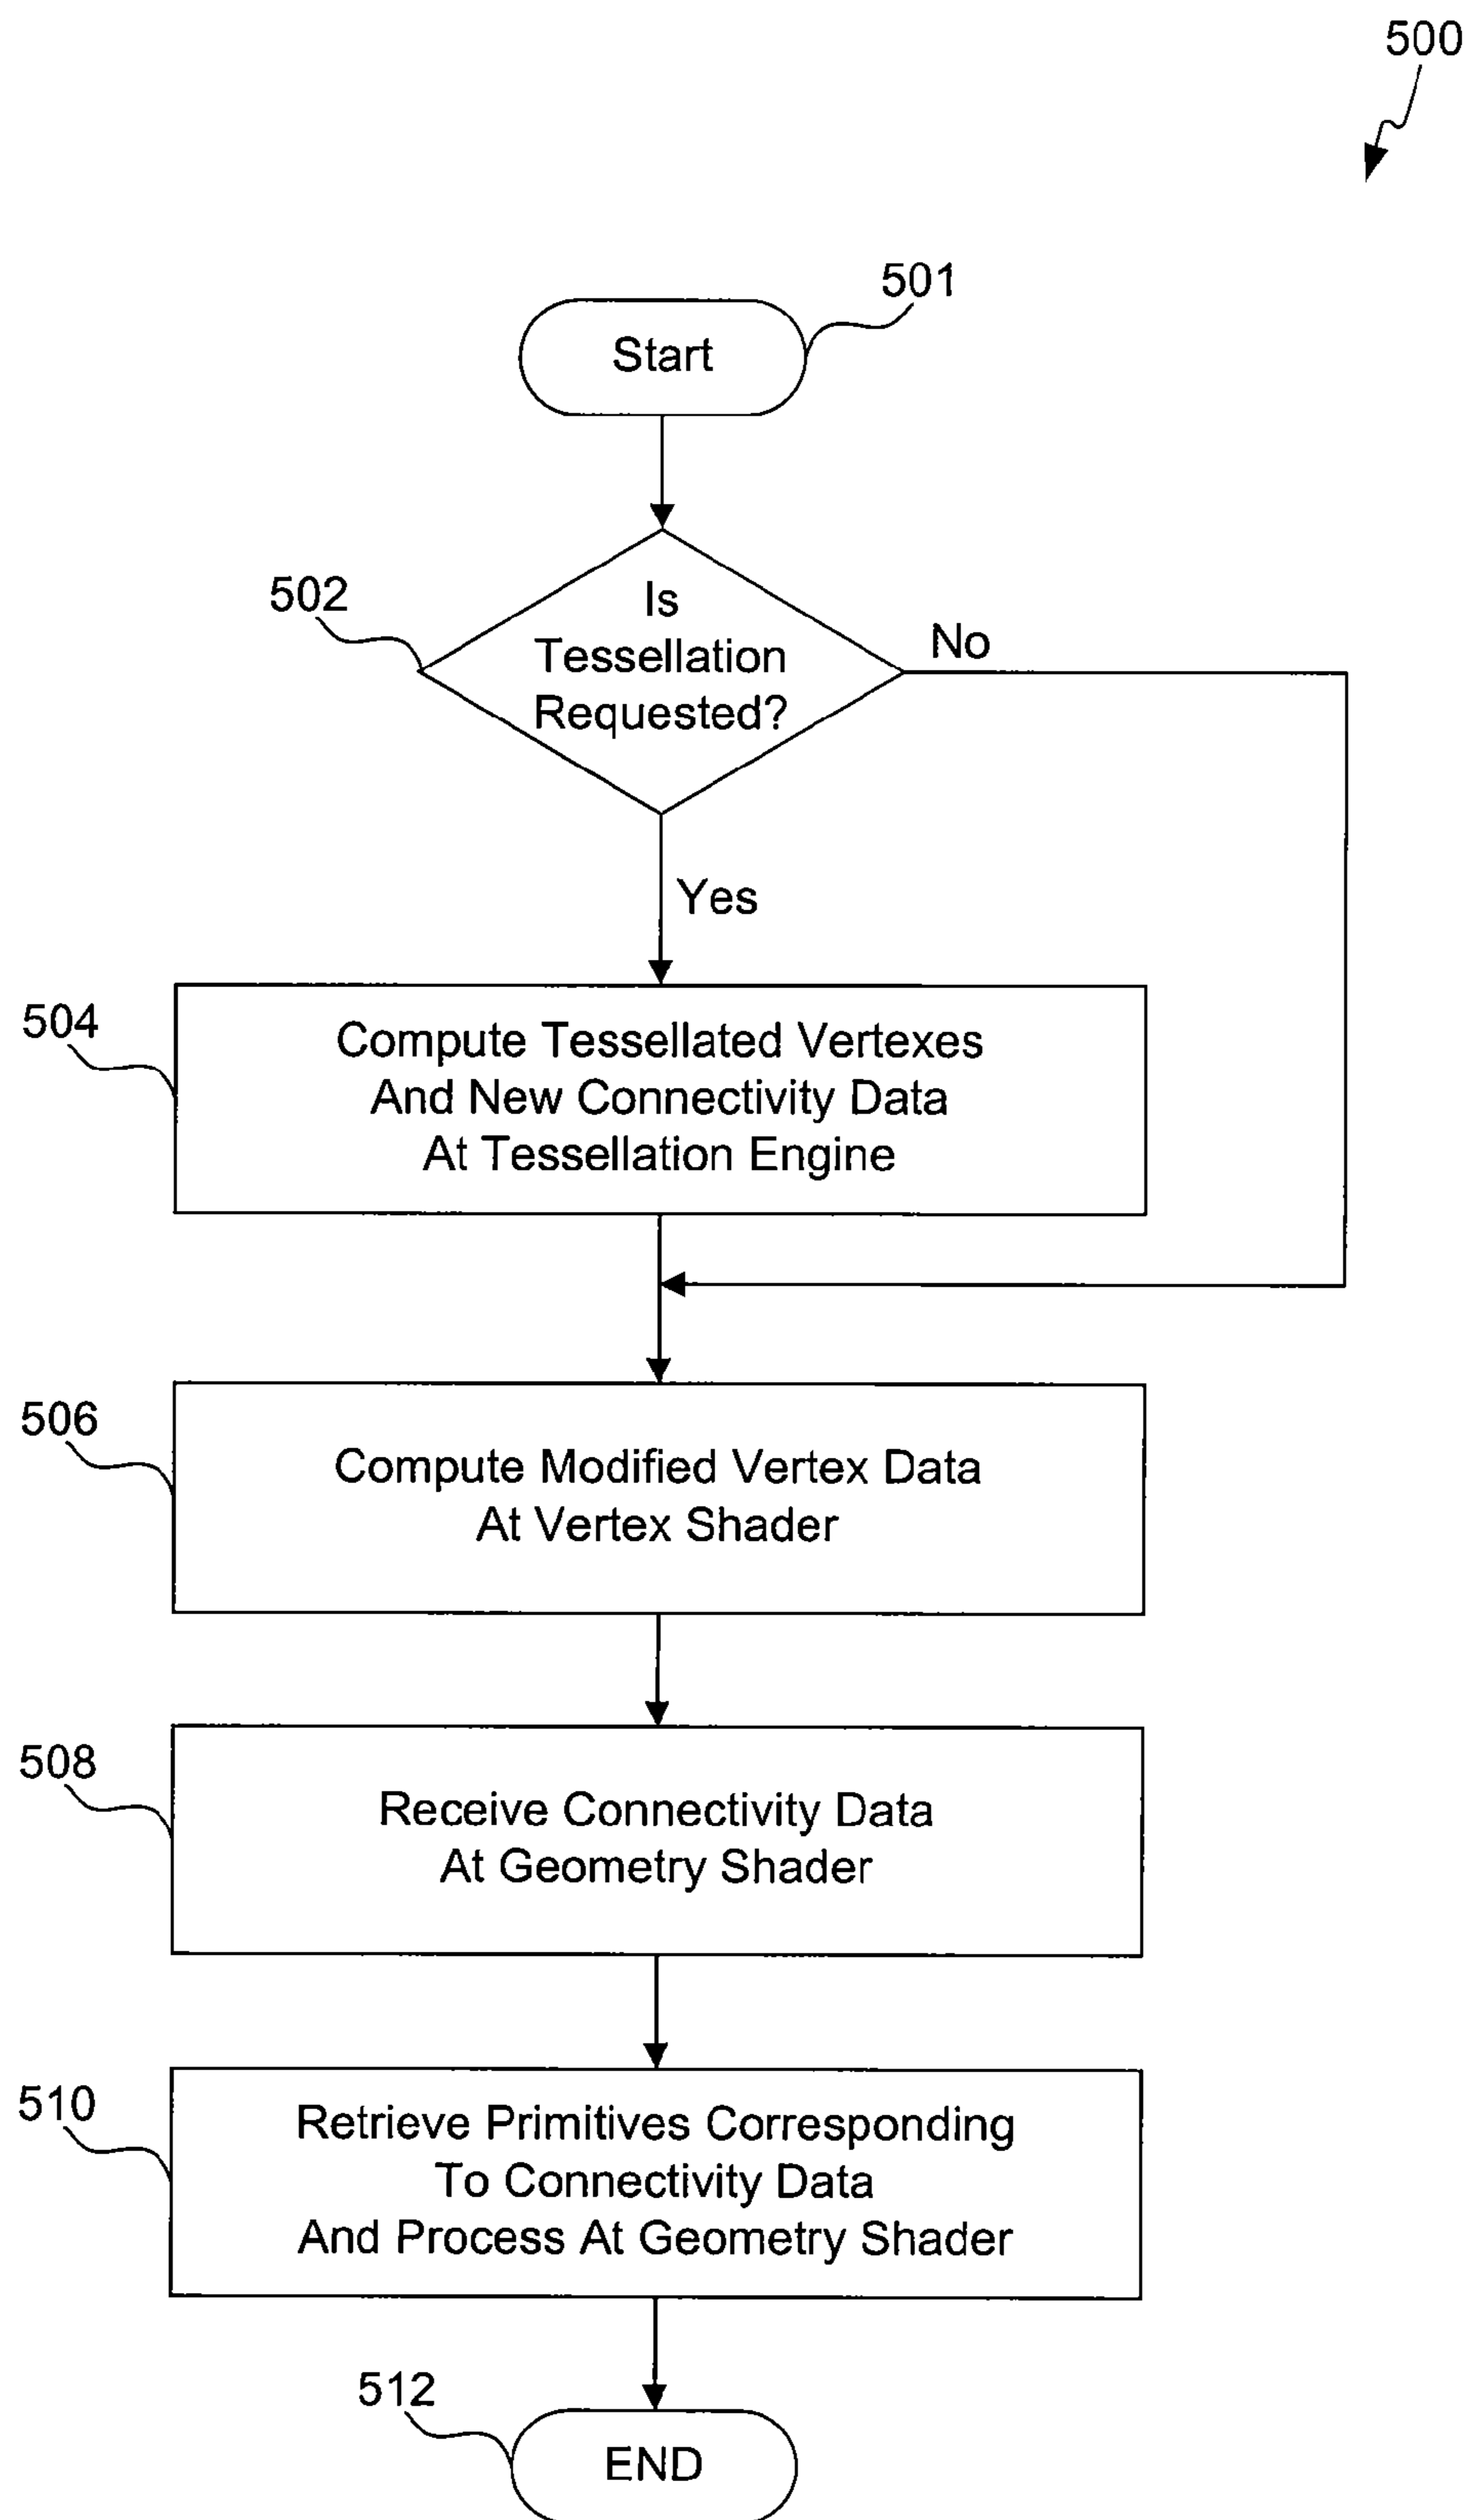 500
501
Start
502
Is
Tessellation
Requested?
No
Yes
504
Compute Tessellated Vertexes
And New Connectivity Data
At Tessellation Engine
506
Compute Modified Vertex Data
At Vertex Shader
508
Receive Connectivity Data
At Geometry Shader
510
Retrieve Primitives Corresponding
To Connectivity Data
And Process At Geometry Shader
512
END